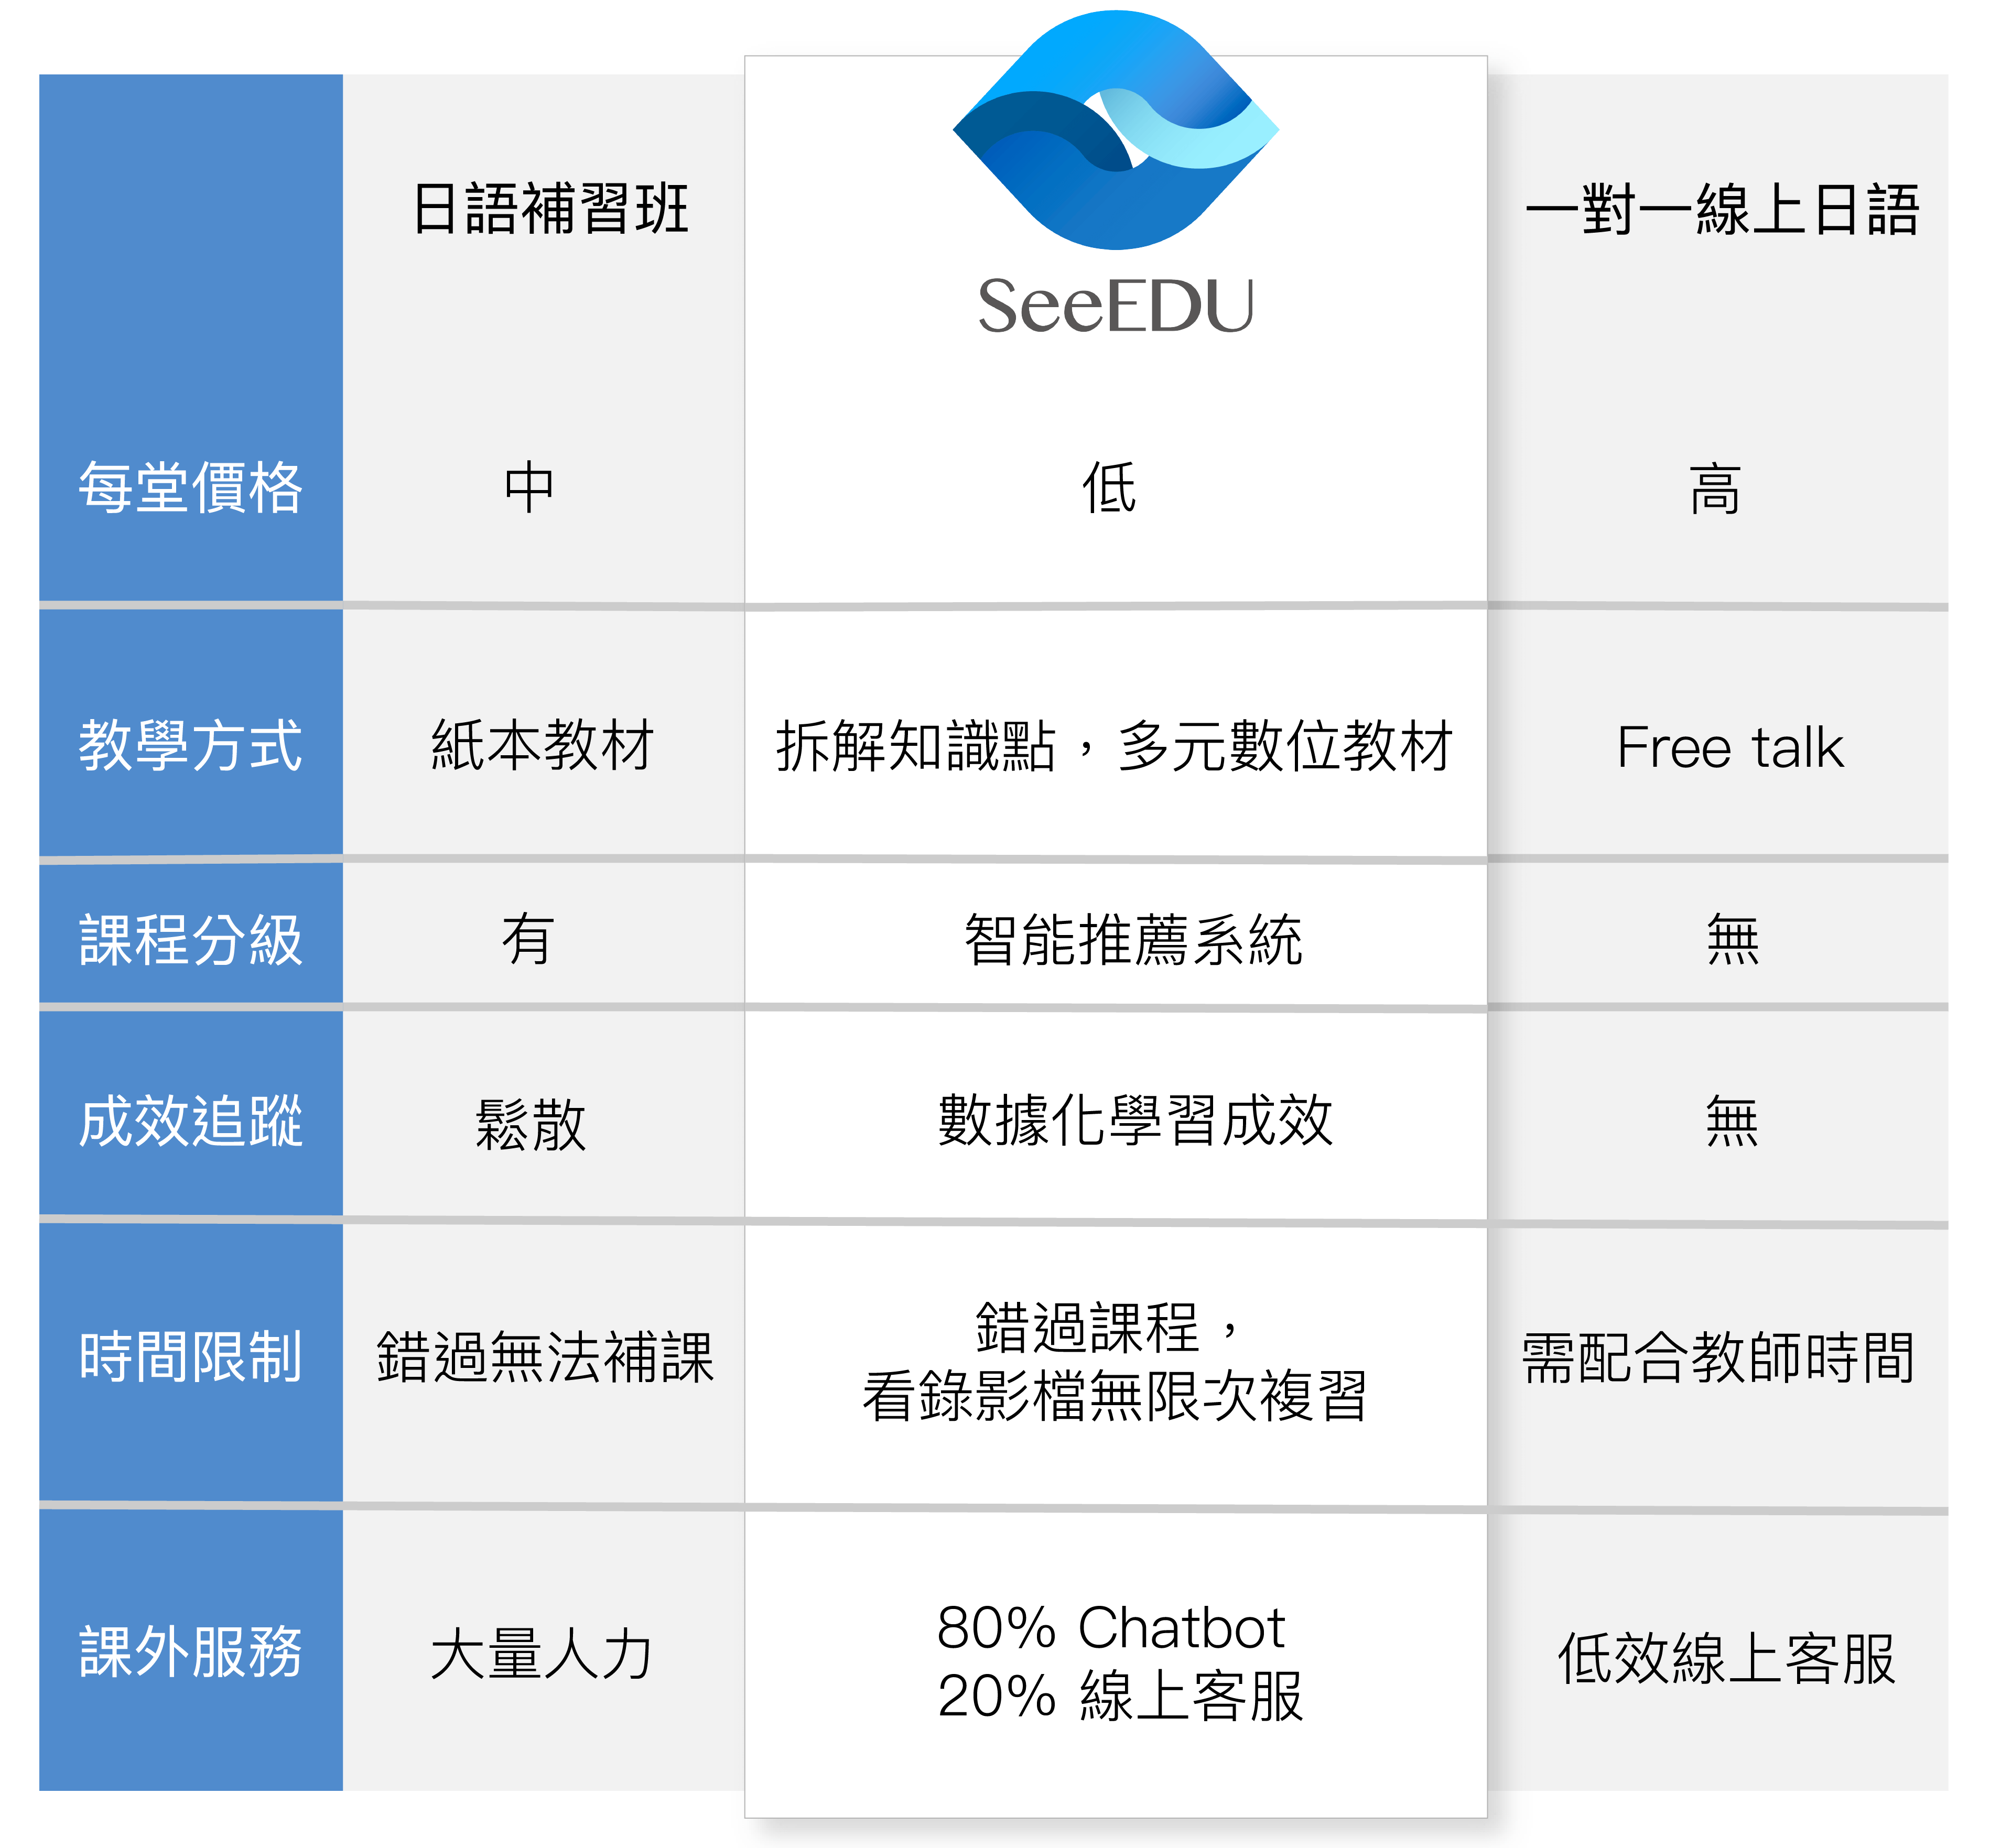 日語補習班
SeeEDU
一對一線上日語
每堂價格
中
低
高
教學方式
紙本教材
拆解知識點，多元數位教材
Free talk
課程分級
有
智能推薦系統
無
成效追蹤
鬆散
數據化學習成效
無
時間限制
錯過無法補課
錯過課程，
看錄影檔無限次複習
需配合教師時間
課外服務
大量人力
80% Chatbot
20% 線上客服
低效線上客服